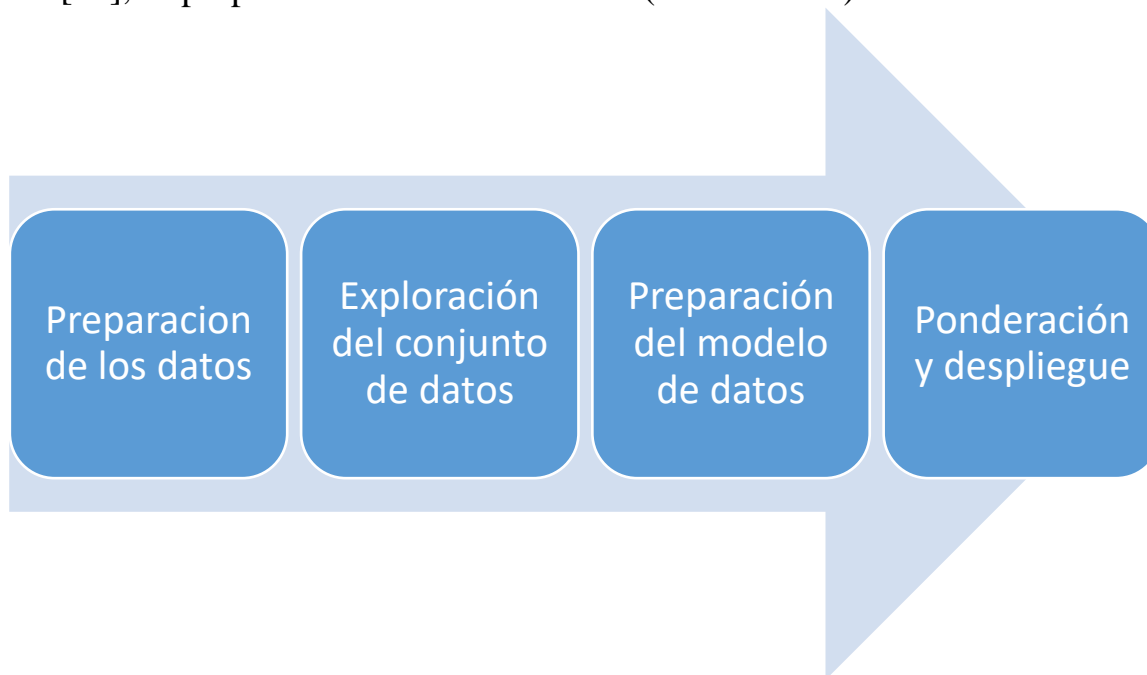 Preparacion
de los datos
Exploración
del conjunto
de datos
Preparación
del modelo
de datos
Ponderación
y despliegue